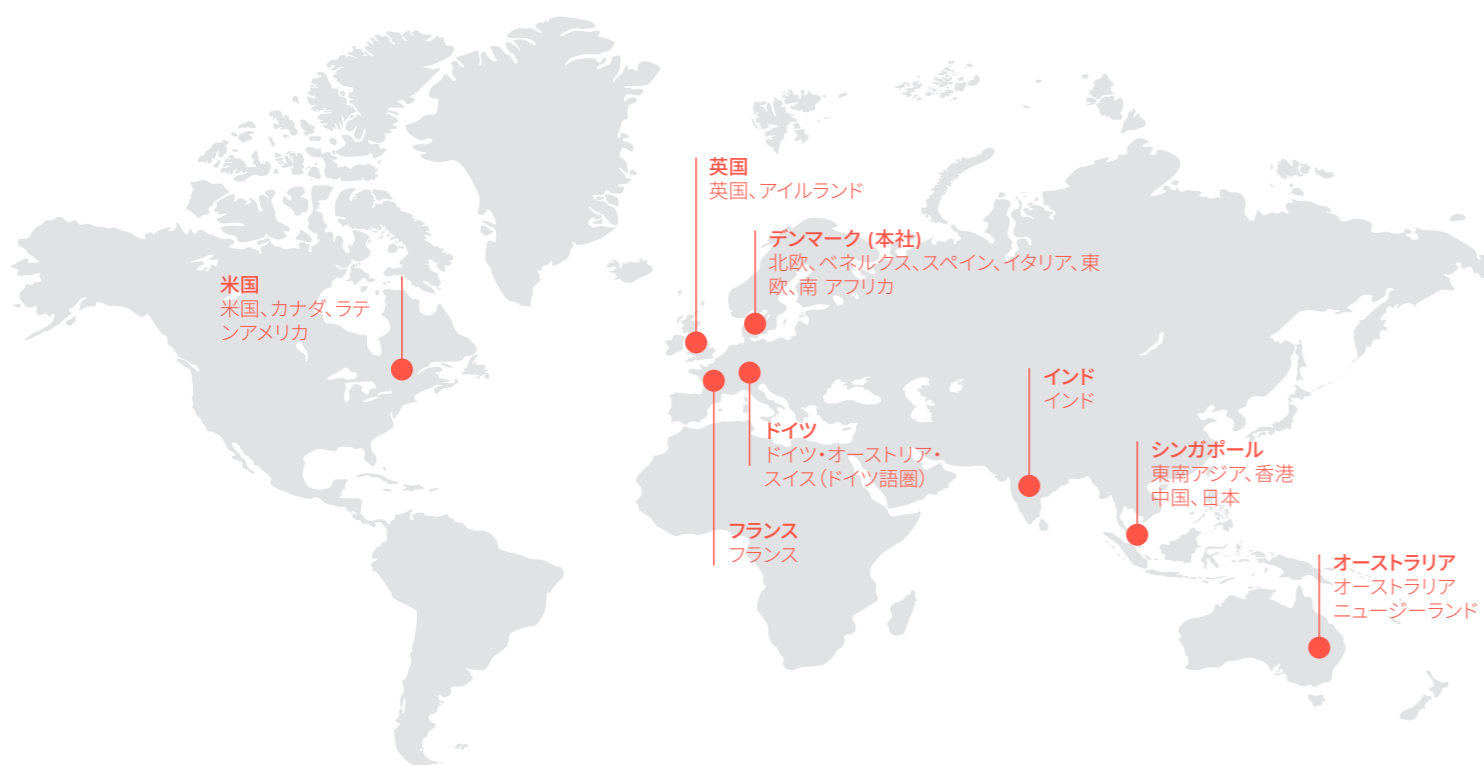 英国
英国、アイルランド
デンマーク (本社)
北欧、ベネルクス、スペイン、イタリア、東
欧、南 アフリカ
米国
米国、カナダ、ラテ
ンアメリカ
インド
インド
ドイツ
ドイツ・オーストリア・
スイス(ドイツ語圏)
シンガポール
東南アジア、香港
中国、日本
フランス
フランス
オーストラリア
オーストラリア
ニュージーランド